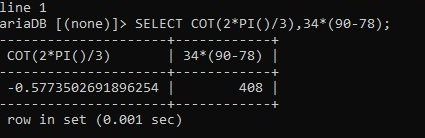 line 1
ariaDB [(none)]> SELECT COT(2*PI()/3),34*(90-78);
-----------------------+------------+
COT(2*PI()/3) | 34*(90-78) |
-----------------------+------------+
-0.5773502691896254 | 408 |
-----------------------+------------+
row in set (0.001 sec)